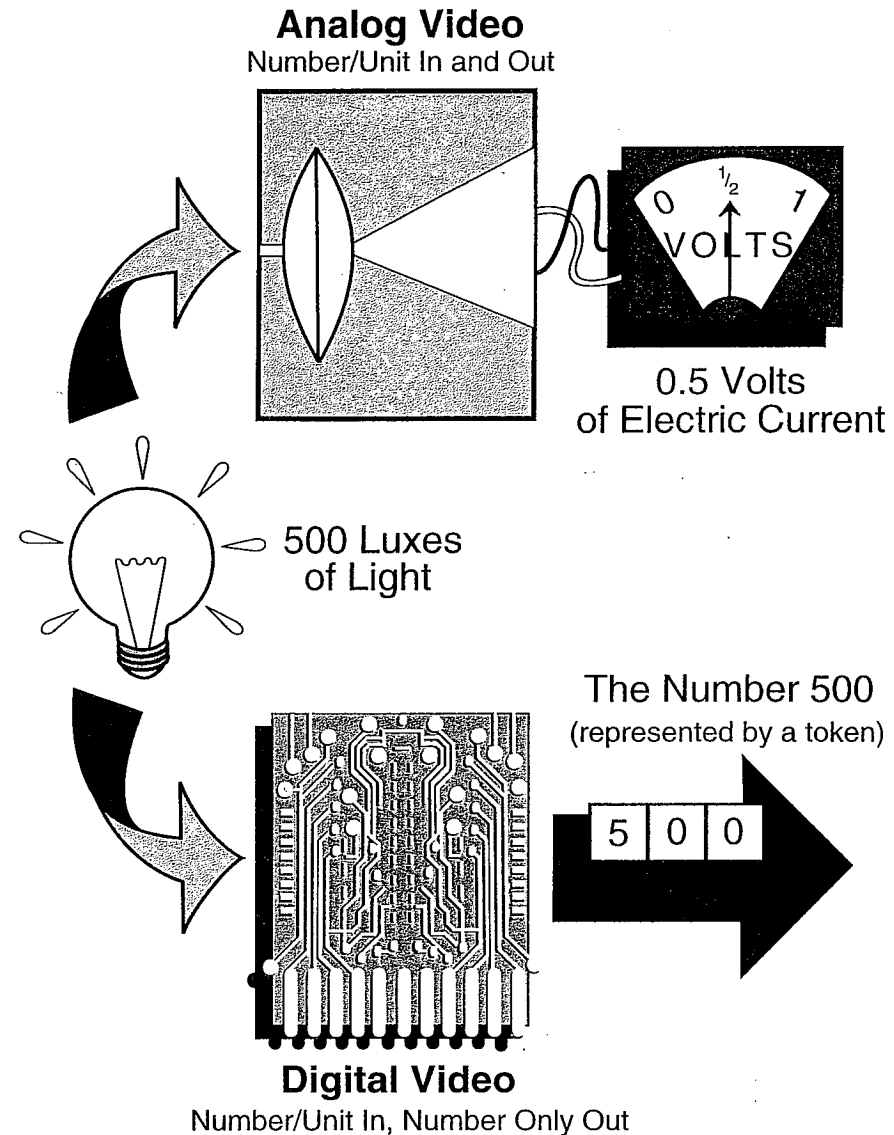 Analog Video
Number/Unit In and Out
0 1/2 1
VOLTS
0.5 Volts
of Electric Current
500 Luxes
of Light
The Number 500
(represented by a token)
5 0 0
Digital Video
Number/Unit In, Number Only Out